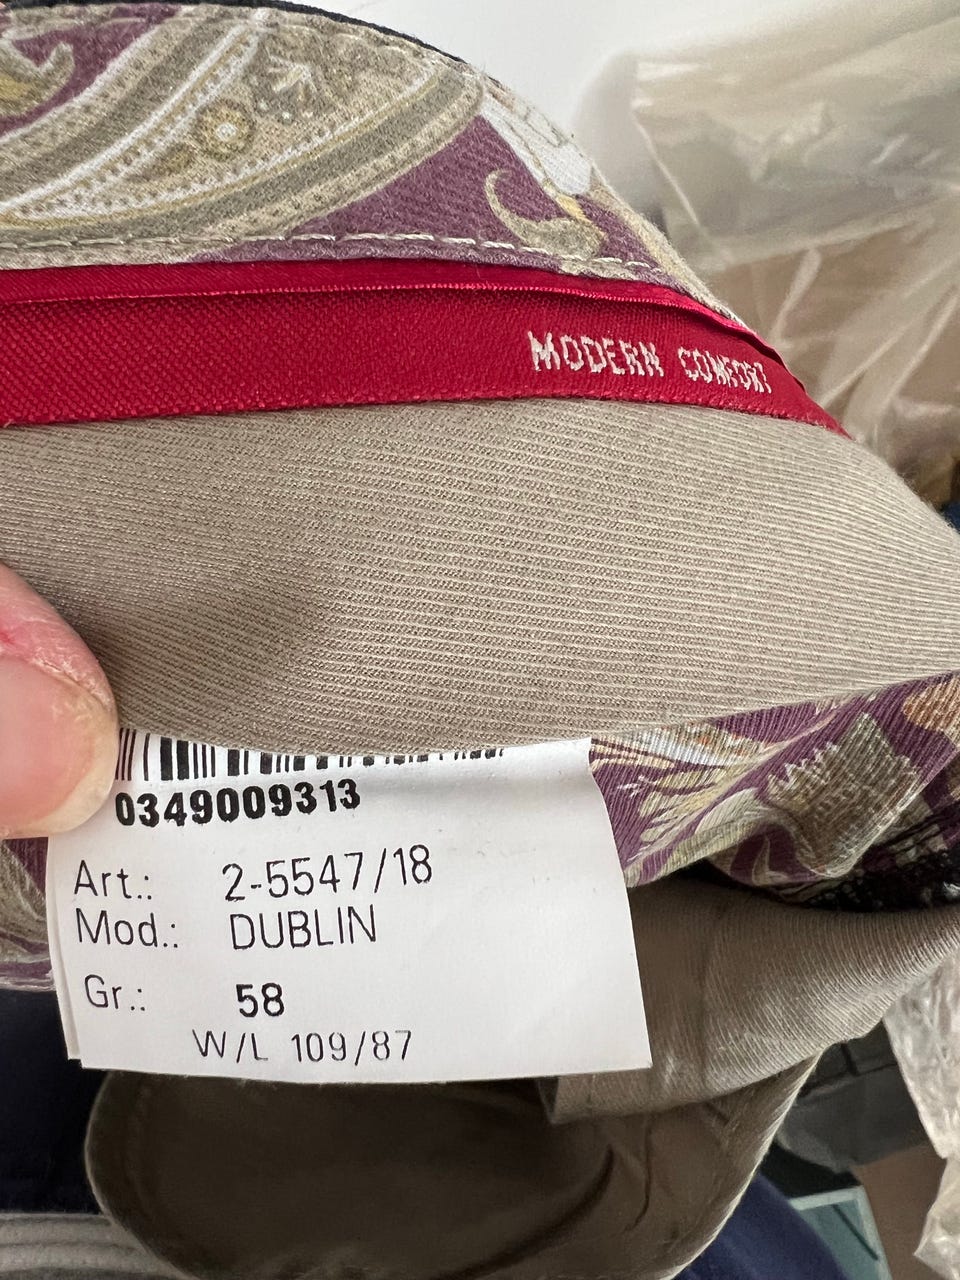 MODERN COMFORT
0349009313
Art.: 2-5547/18
Mod.: DUBLIN
Gr.: 58
W/L 109/87